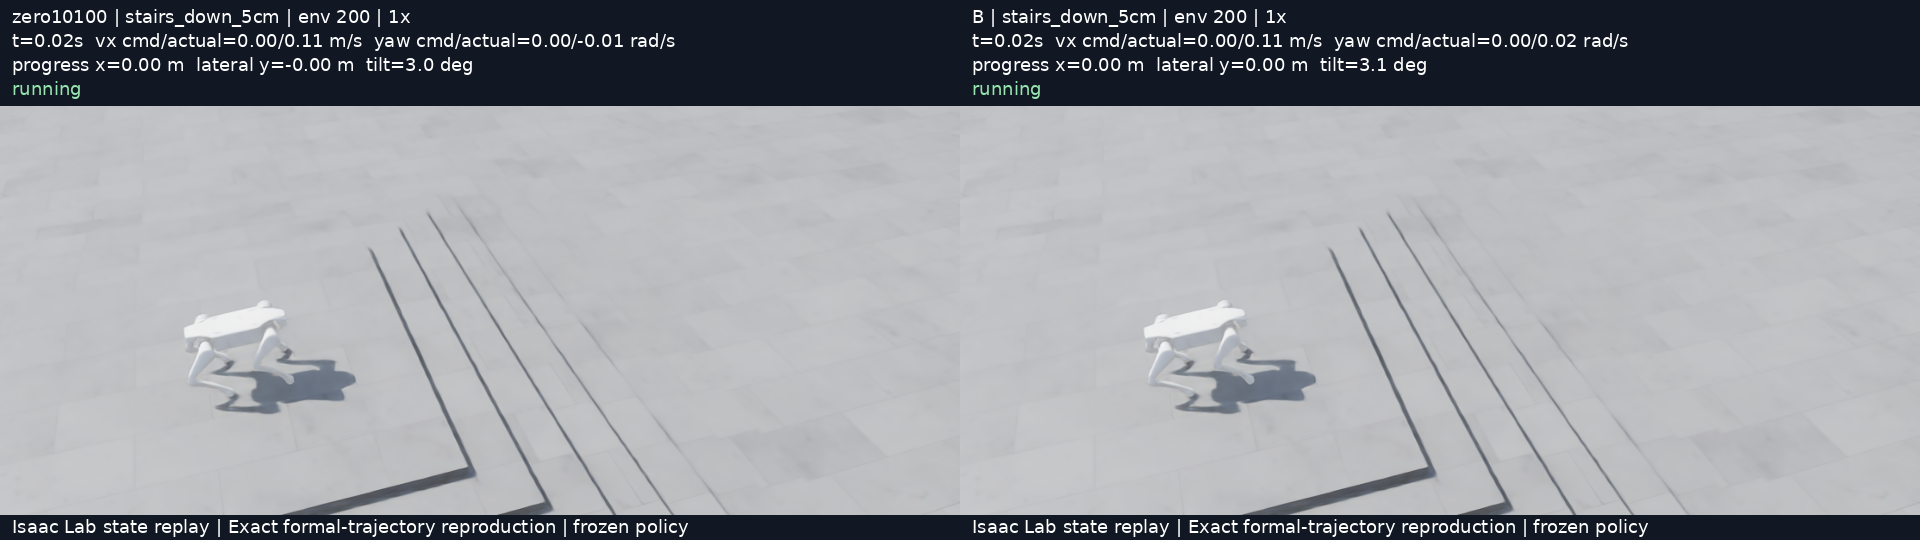 zero10100 | stairs_down_5cm | env 200 | 1x
t=0.02s  vx cmd/actual=0.00/0.11 m/s  yaw cmd/actual=0.00/-0.01 rad/s
progress x=0.00 m  lateral y=-0.00 m  tilt=3.0 deg
running
Isaac Lab state replay | Exact formal-trajectory reproduction | frozen policy
B | stairs_down_5cm | env 200 | 1x
t=0.02s  vx cmd/actual=0.00/0.11 m/s  yaw cmd/actual=0.00/0.02 rad/s
progress x=0.00 m  lateral y=0.00 m  tilt=3.1 deg
running
Isaac Lab state replay | Exact formal-trajectory reproduction | frozen policy